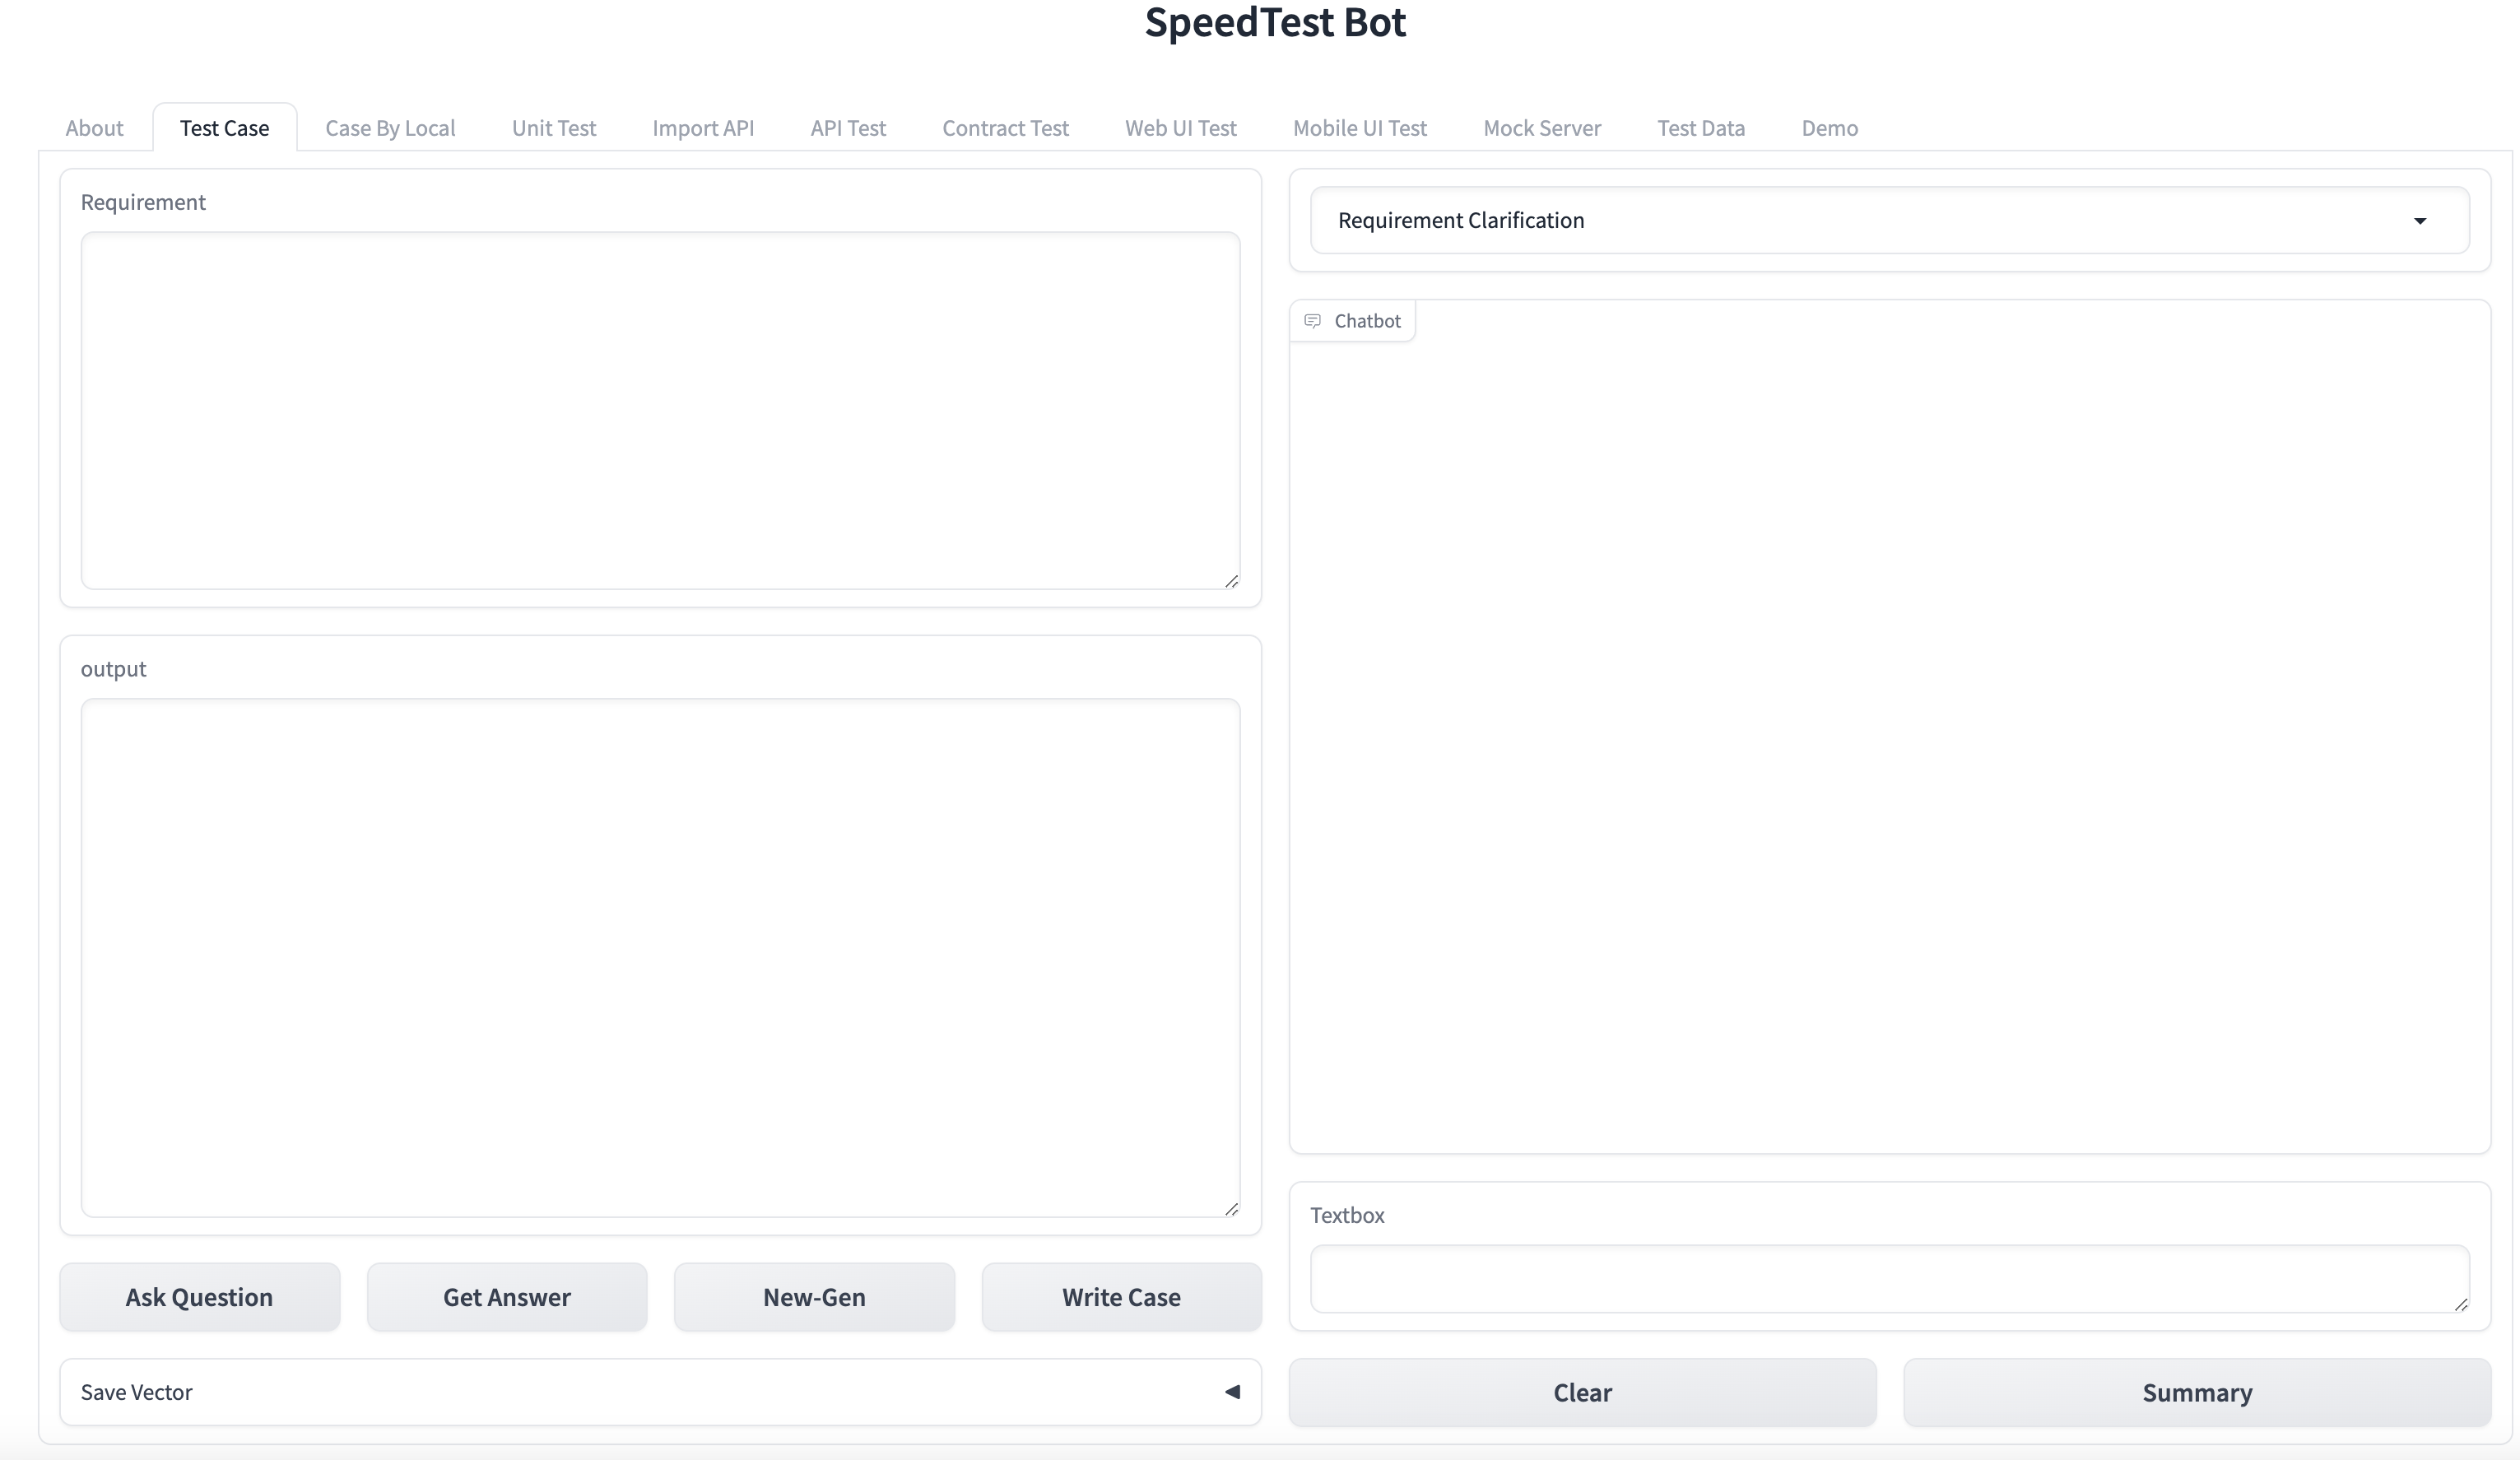 SpeedTest Bot
About
Test Case
Case By Local
Unit Test
Import API
API Test
Contract Test
Web UI Test
Mobile UI Test
Mock Server
Test Data
Demo
Requirement
output
Ask Question
Get Answer
New-Gen
Write Case
Save Vector
Requirement Clarification
Chatbot
Textbox
Clear
Summary